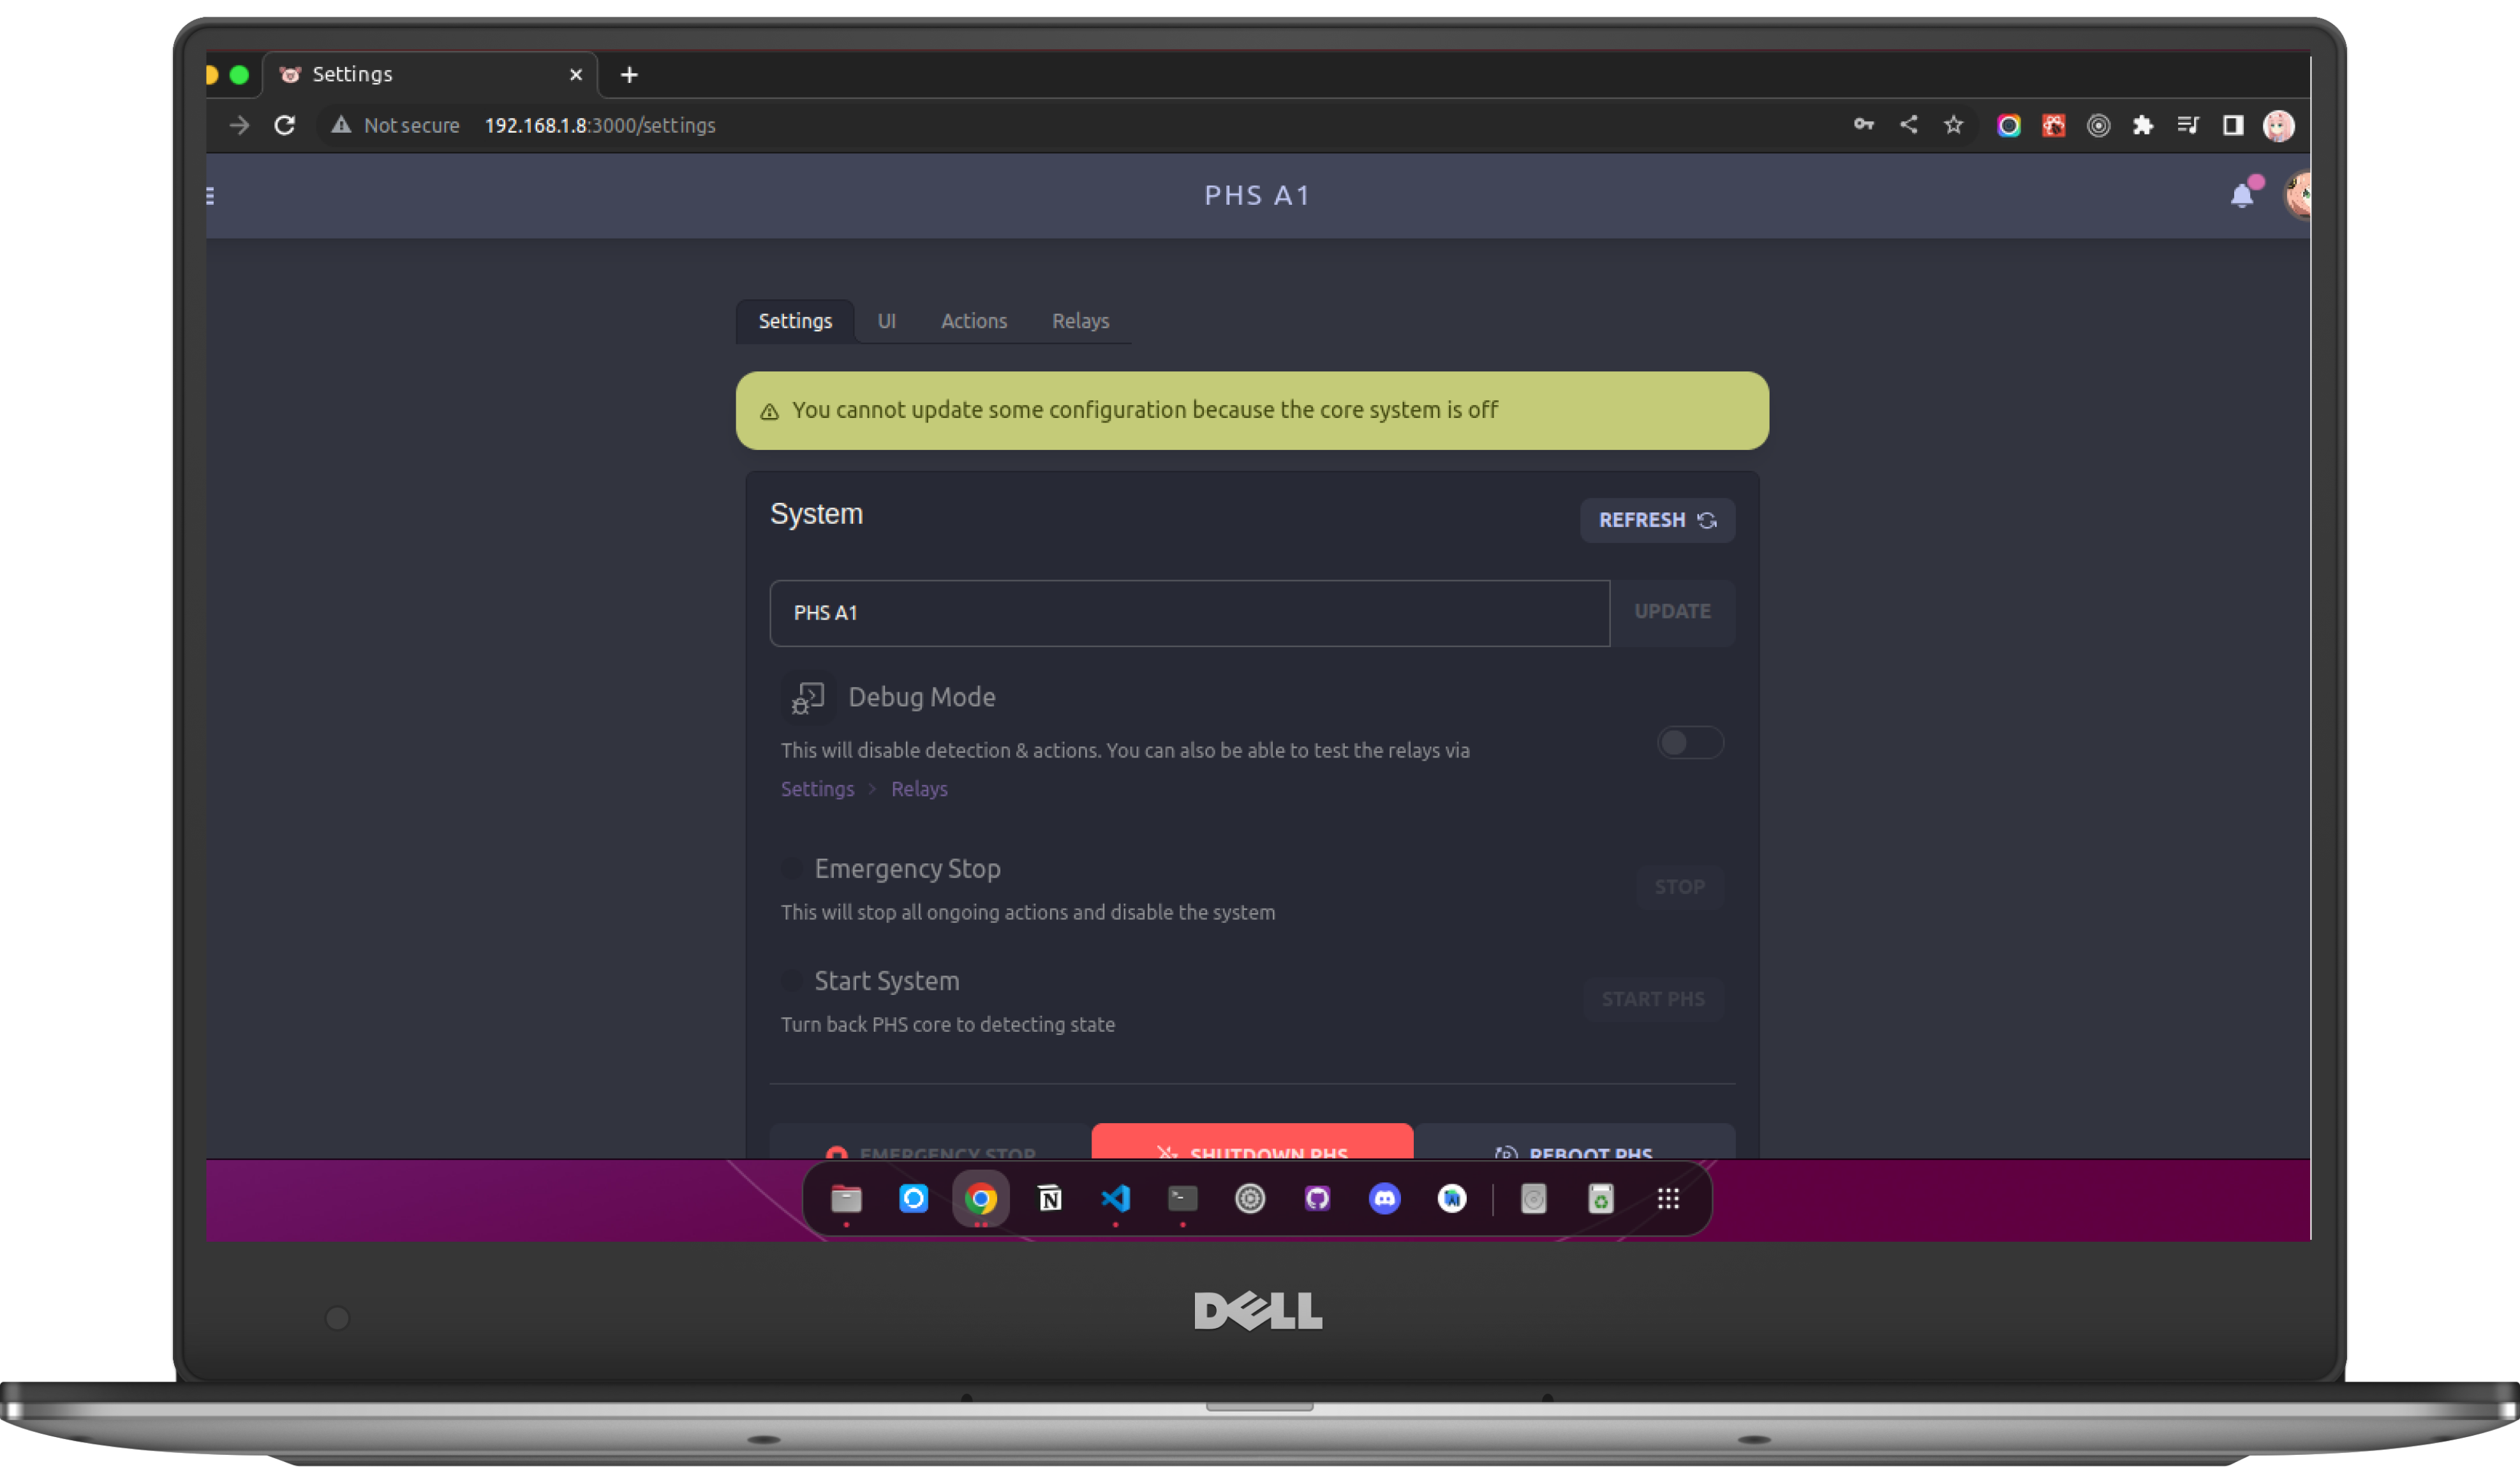 Settings
Not secure 192.168.1.8:3000/settings
PHS A1
Settings UI Actions Relays
You cannot update some configuration because the core system is off
System
REFRESH
PHS A1
UPDATE
Debug Mode
This will disable detection & actions. You can also be able to test the relays via
Settings > Relays
Emergency Stop
STOP
This will stop all ongoing actions and disable the system
Start System
START PHS
Turn back PHS core to detecting state
EMERGENCY STOP SHUTDOWN PHS REBOOT PHS
DELL